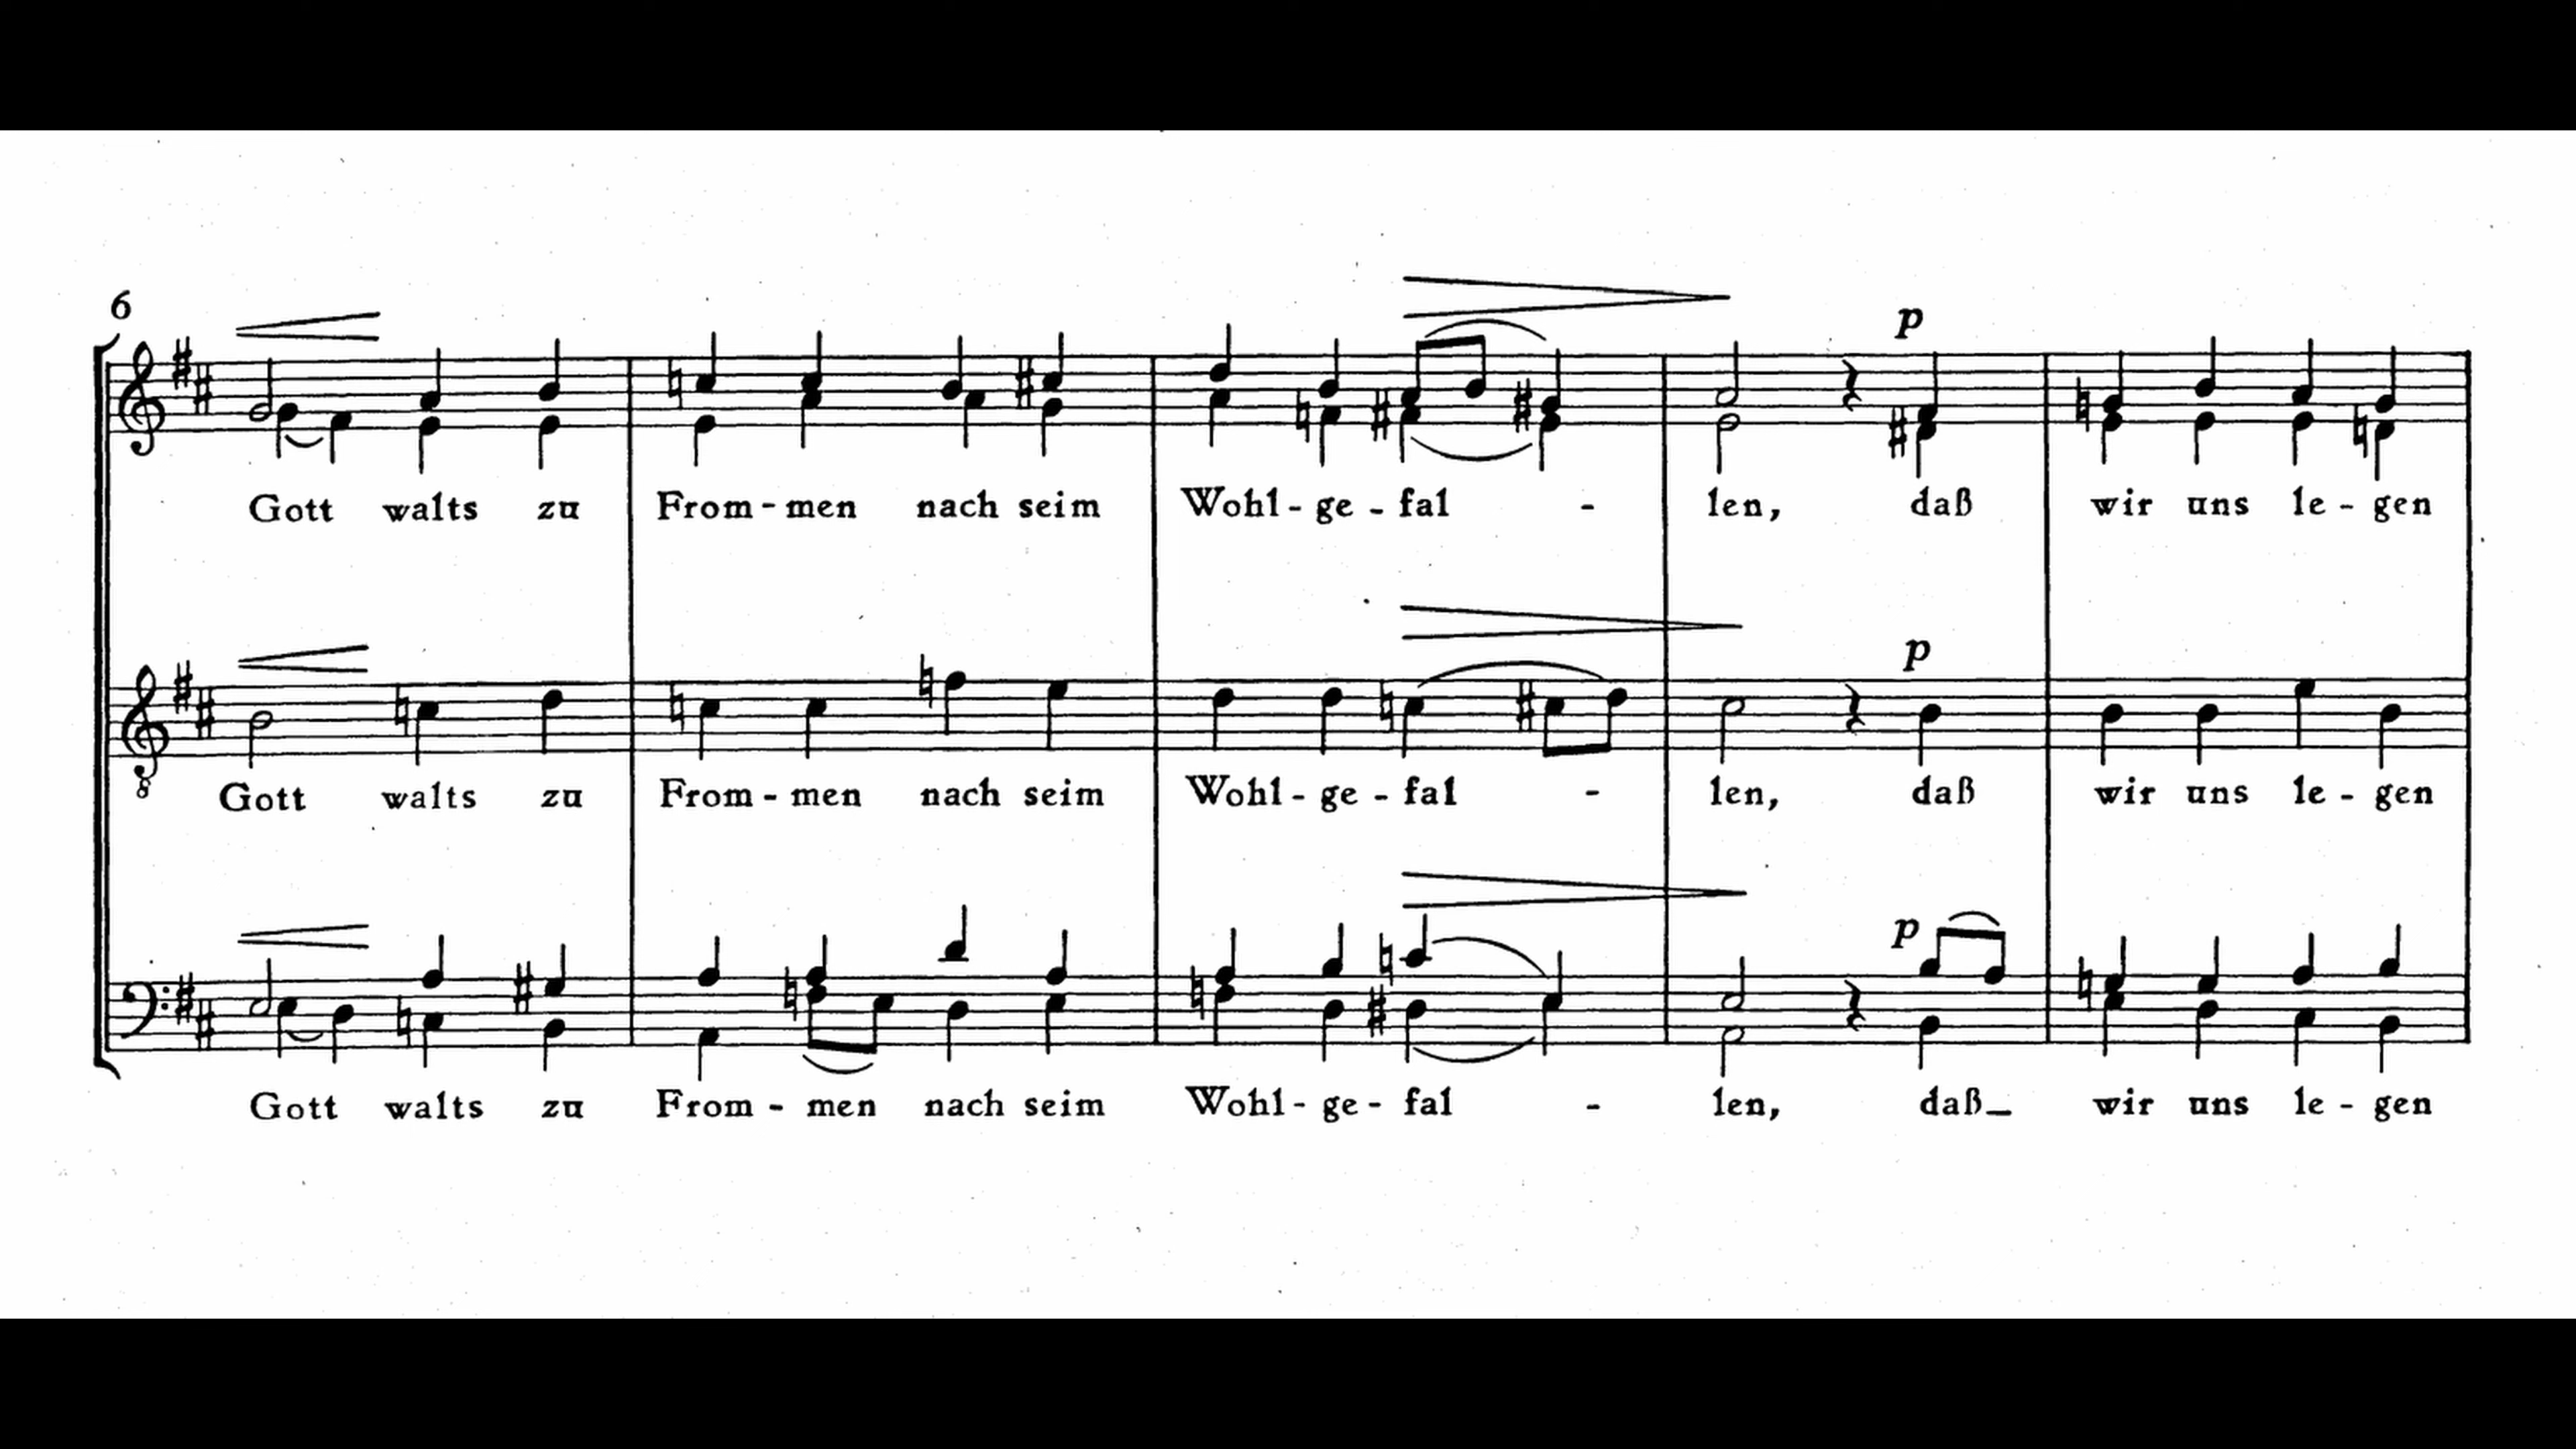 6
p
Gott walts zu From - men nach seim Wohl - ge - fal - len, daß wir uns le - gen
p
8
Gott walts zu From - men nach seim Wohl - ge - fal - len, daß wir uns le - gen
p
Gott walts zu From - men nach seim Wohl - ge - fal - len, daß_ wir uns le - gen